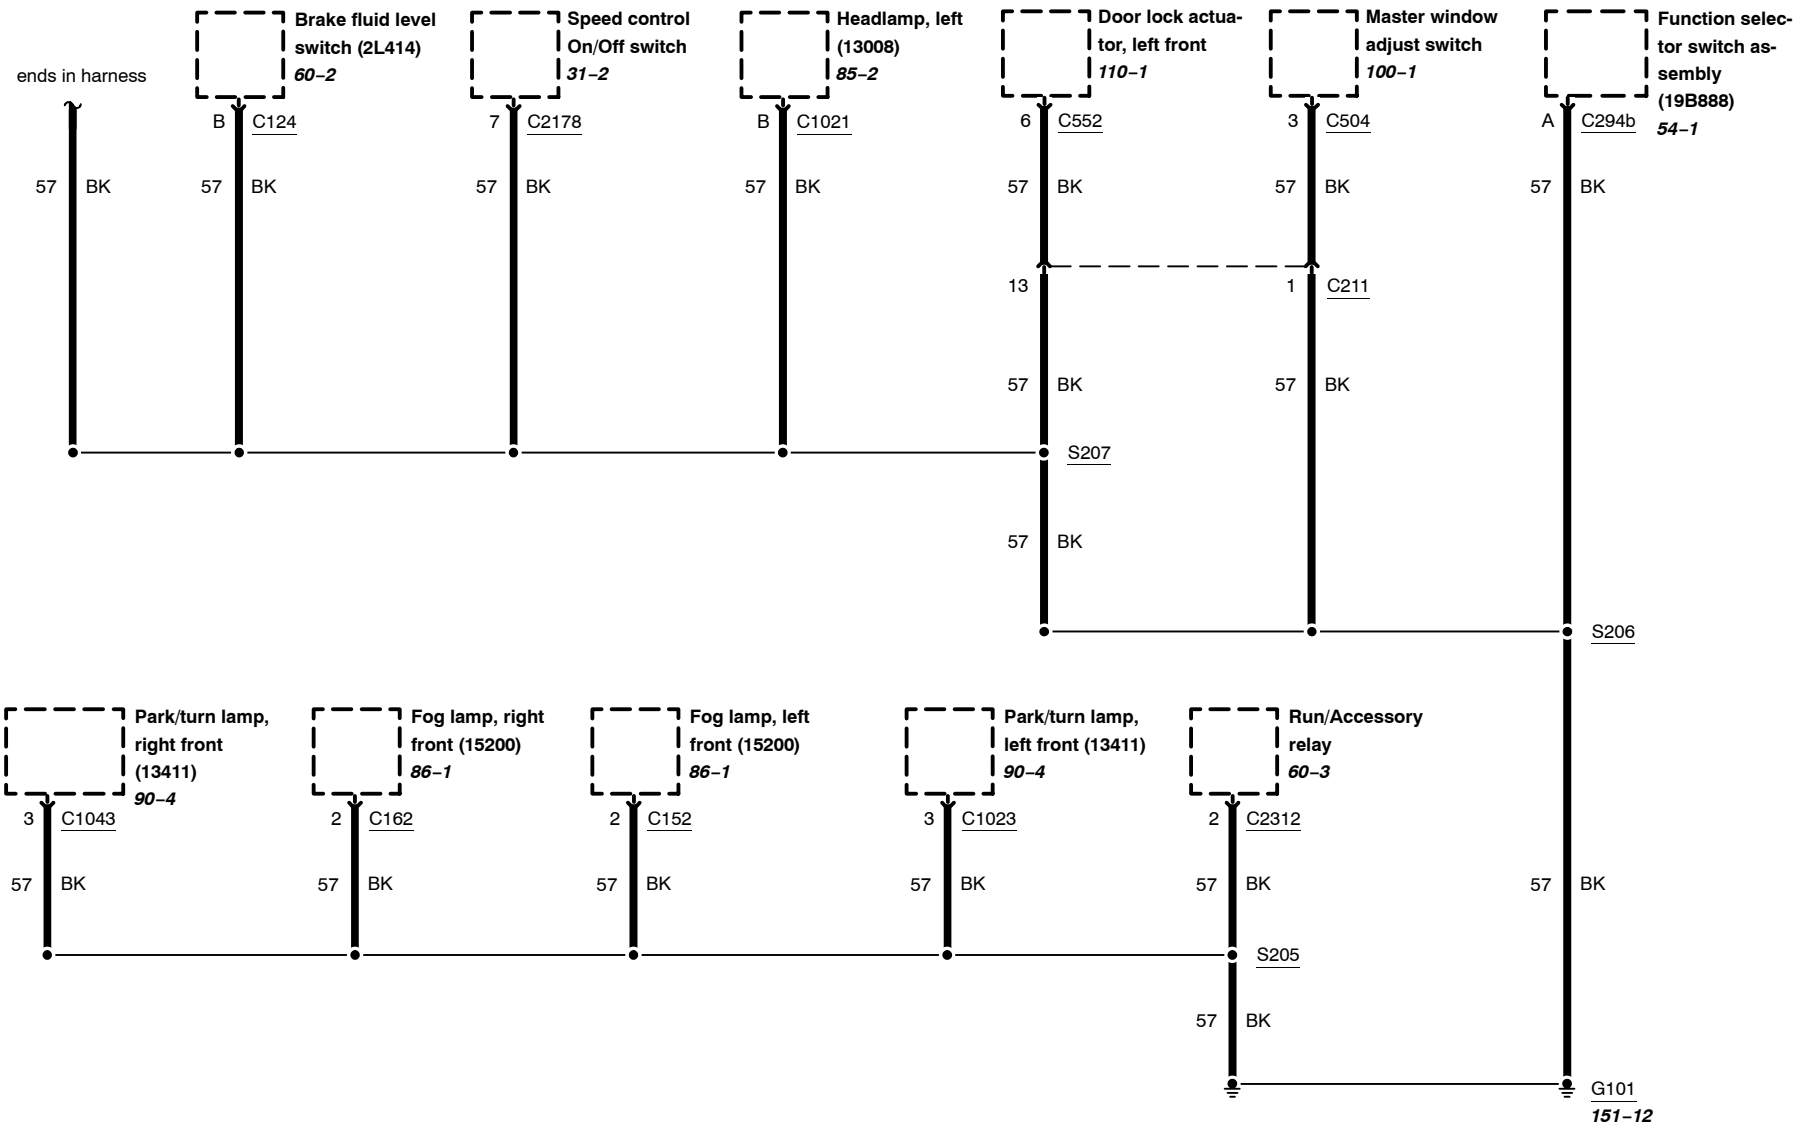 ends in harness
Brake fluid level
switch (2L414)
60–2
Speed control
On/Off switch
31–2
Headlamp, left
(13008)
85–2
Door lock actua-
tor, left front
110–1
Master window
adjust switch
100–1
Function selec-
tor switch as-
sembly
(19B888)
54–1
B C124
7 C2178
B C1021
6 C552
3 C504
A C294b
57 BK
57 BK
57 BK
57 BK
57 BK
57 BK
57 BK
13
1 C211
57 BK
57 BK
S207
57 BK
S206
Park/turn lamp,
right front
(13411)
90–4
Fog lamp, right
front (15200)
86–1
Fog lamp, left
front (15200)
86–1
Park/turn lamp,
left front (13411)
90–4
Run/Accessory
relay
60–3
3 C1043
2 C162
2 C152
3 C1023
2 C2312
57 BK
57 BK
57 BK
57 BK
57 BK
57 BK
S205
57 BK
G101
151–12